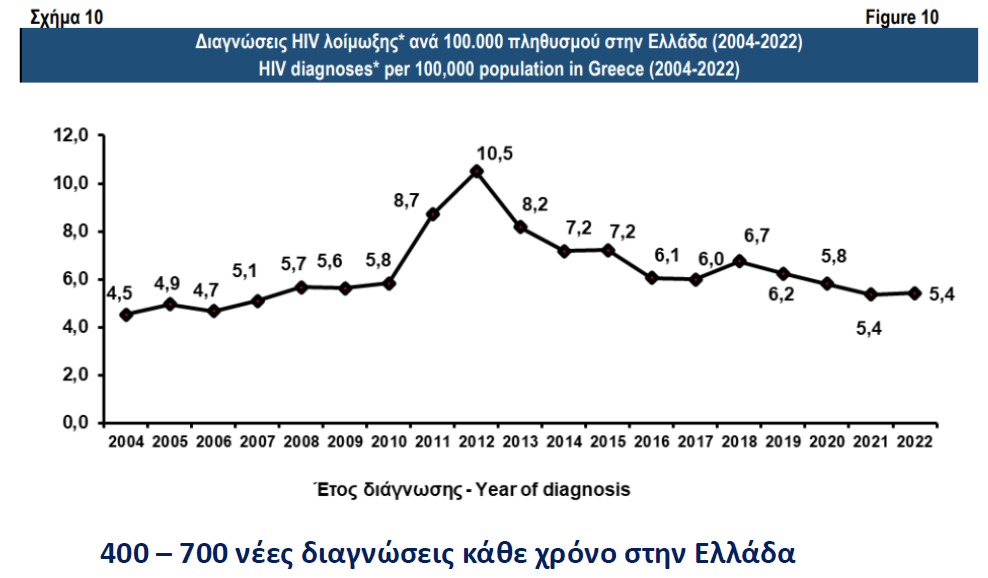 Σχήμα 10 Figure 10
Διαγνώσεις HIV λοίμωξης* ανά 100.000 πληθυσμού στην Ελλάδα (2004-2022)
HIV diagnoses* per 100,000 population in Greece (2004-2022)
12,0
10,0
8,0
6,0
4,0
2,0
0,0
4,5 4,9 4,7 5,1 5,7 5,6 5,8 8,7 10,5 8,2 7,2 7,2 6,1 6,0 6,7 6,2 5,8 5,4 5,4
2004 2005 2006 2007 2008 2009 2010 2011 2012 2013 2014 2015 2016 2017 2018 2019 2020 2021 2022
Έτος διάγνωσης - Year of diagnosis
400 – 700 νέες διαγνώσεις κάθε χρόνο στην Ελλάδα